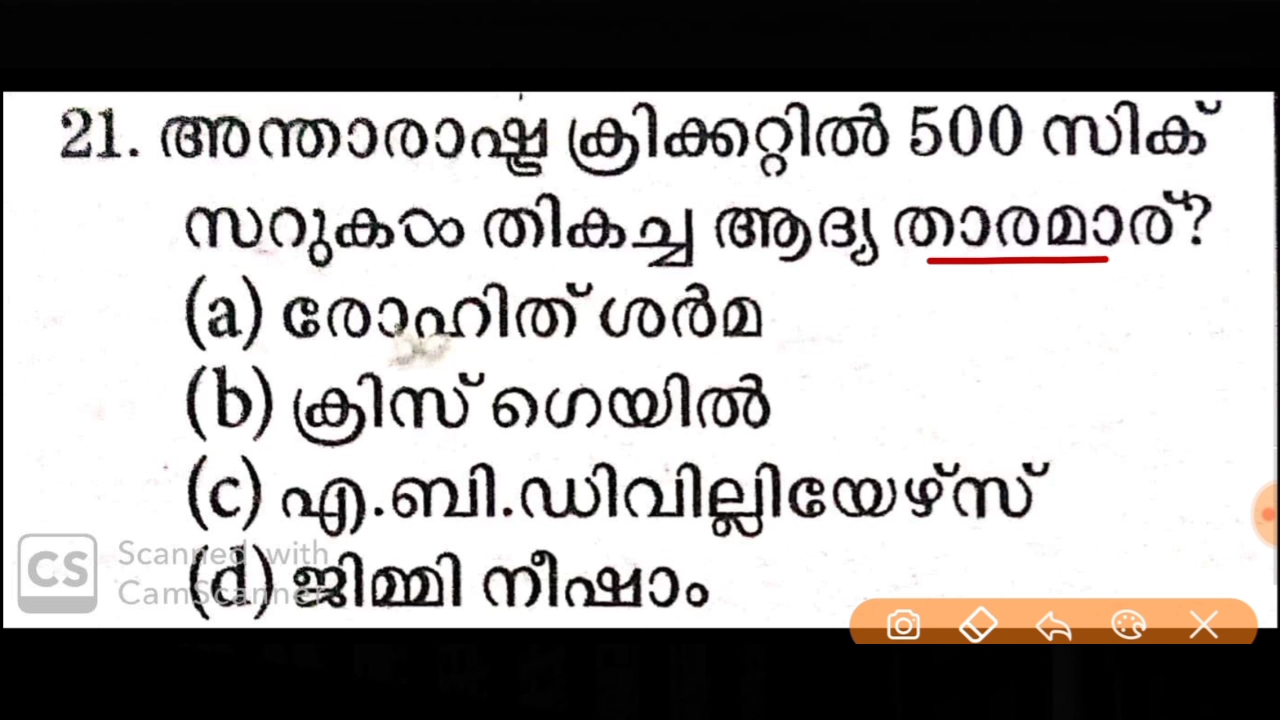 21. അന്താരാഷ്ട്ര ക്രിക്കറ്റിൽ 500 സിക്
സറുകൾ തികച്ച ആദ്യ താരമാര്?
(a) രോഹിത് ശർമ
(b) ക്രിസ് ഗെയിൽ
(c) എ.ബി.ഡിവില്ലിയേഴ്സ്
(d) ജിമ്മി നീഷാം
CS Scanned with
CamScanner